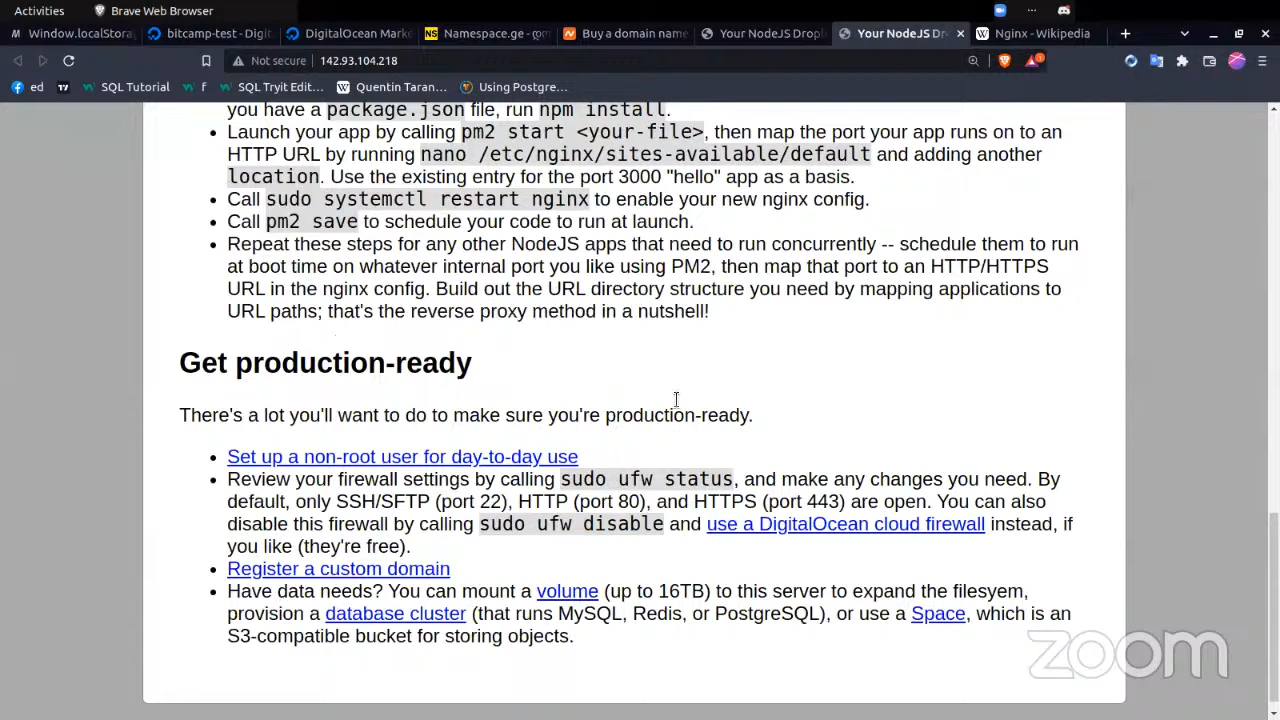 Activities
Brave Web Browser
Window.localStora
bitcamp-test - Digit
DigitalOcean Marke
Namespace.ge - დო
Buy a domain name
Your NodeJS Dropl
Your NodeJS Dr
Nginx - Wikipedia
Not secure
142.93.104.218
ed
SQL Tutorial
f
SQL Tryit Edit...
Quentin Taran...
Using Postgre...
you have a package.json file, run npm install.
Launch your app by calling pm2 start <your-file>, then map the port your app runs on to an
HTTP URL by running nano /etc/nginx/sites-available/default and adding another
location. Use the existing entry for the port 3000 "hello" app as a basis.
Call sudo systemctl restart nginx to enable your new nginx config.
Call pm2 save to schedule your code to run at launch.
Repeat these steps for any other NodeJS apps that need to run concurrently -- schedule them to run
at boot time on whatever internal port you like using PM2, then map that port to an HTTP/HTTPS
URL in the nginx config. Build out the URL directory structure you need by mapping applications to
URL paths; that's the reverse proxy method in a nutshell!
Get production-ready
There's a lot you'll want to do to make sure you're production-ready.
Set up a non-root user for day-to-day use
Review your firewall settings by calling sudo ufw status, and make any changes you need. By
default, only SSH/SFTP (port 22), HTTP (port 80), and HTTPS (port 443) are open. You can also
disable this firewall by calling sudo ufw disable and use a DigitalOcean cloud firewall instead, if
you like (they're free).
Register a custom domain
Have data needs? You can mount a volume (up to 16TB) to this server to expand the filesyem,
provision a database cluster (that runs MySQL, Redis, or PostgreSQL), or use a Space, which is an
S3-compatible bucket for storing objects.
zoom